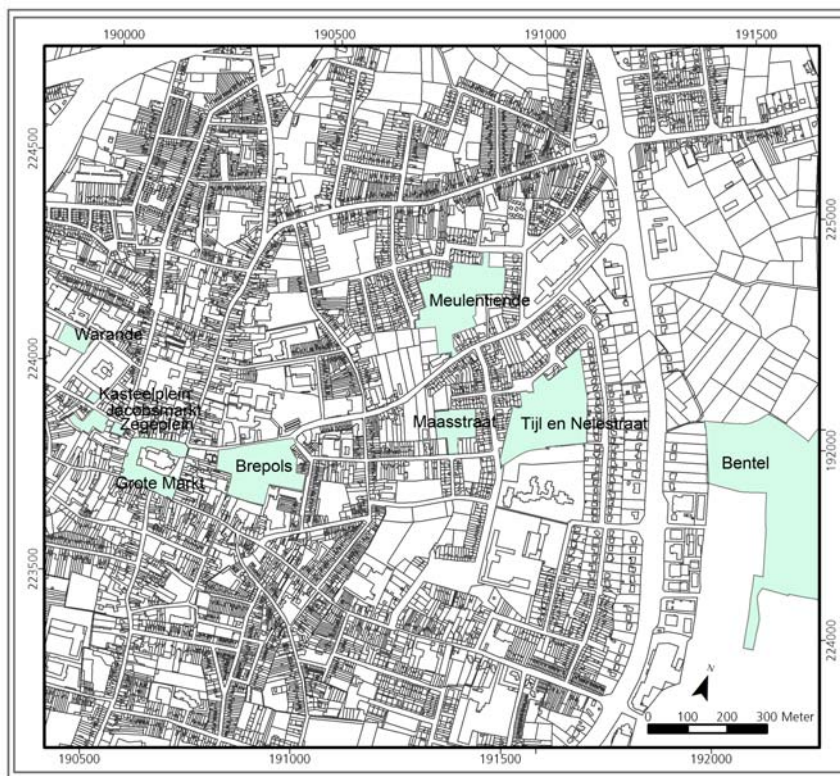 190000
190500
191000
191500
224500
225000
Meulentiende
Warande
224000
Kasteelplein
Jacobsmarkt
Zegeplein
Maasstraat
Tijl en Nelestraat
192000
Brepols
Bentel
Grote Markt
223500
224000
N
0 100 200 300 Meter
190500
191000
191500
192000